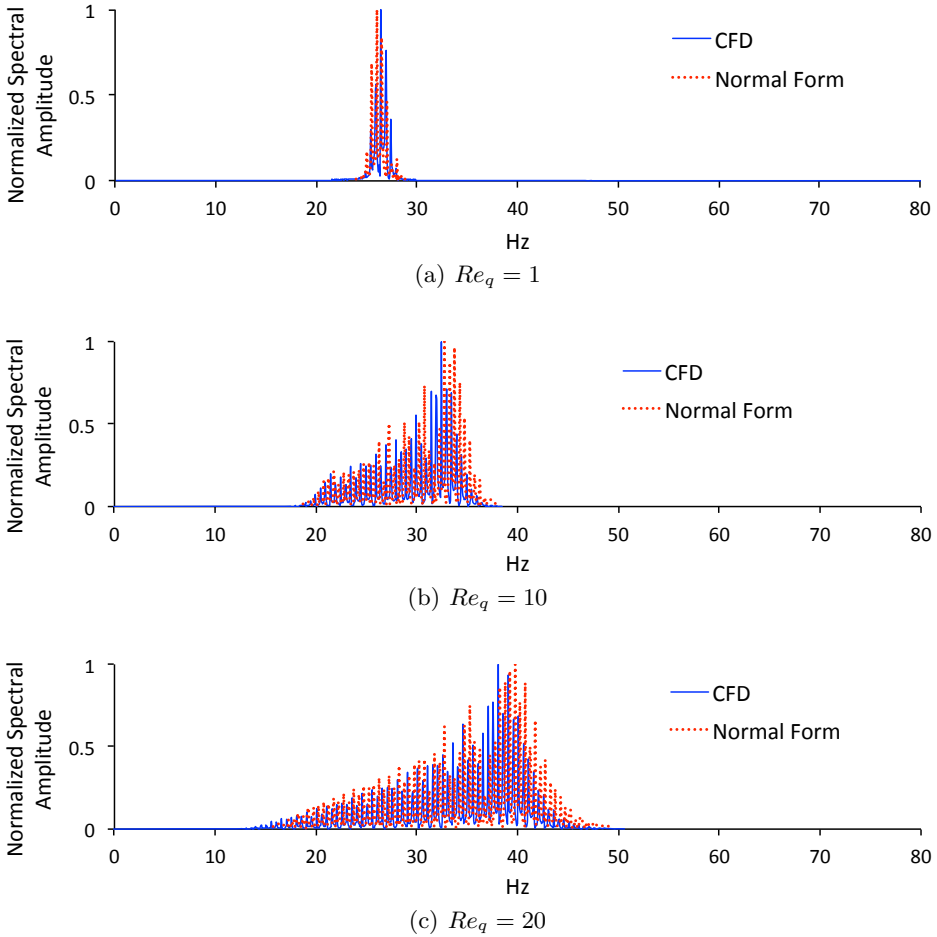 Normalized Spectral
Amplitude
1
0.5
0
CFD
Normal Form
0 10 20 30 40 50 60 70 80
Hz
(a) Re_q = 1
Normalized Spectral
Amplitude
1
0.5
0
CFD
Normal Form
0 10 20 30 40 50 60 70 80
Hz
(b) Re_q = 10
Normalized Spectral
Amplitude
1
0.5
0
CFD
Normal Form
0 10 20 30 40 50 60 70 80
Hz
(c) Re_q = 20